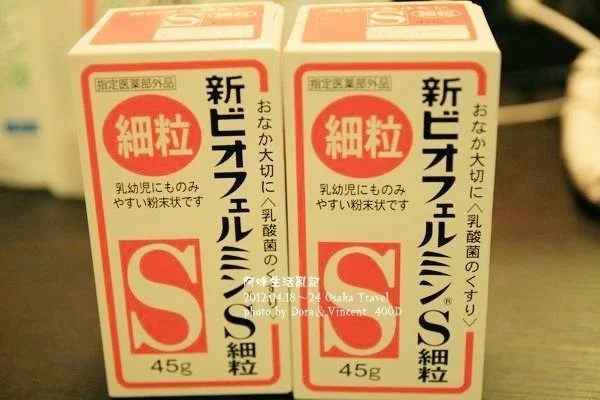 指定医薬部外品
細粒
新ビオフェルミンS細粒
おなか大切に〈乳酸菌のくすり〉
乳幼児にものみ
やすい粉末状です
S
45g
指定医薬部外品
細粒
新ビオフェルミン®S細粒
おなか大切に〈乳酸菌のくすり〉
乳幼児にものみ
やすい粉末状です
S
45g
阿咪生活亂記
2012.04.18~24 Osaka Travel
photo by Dora & Vincent 400D